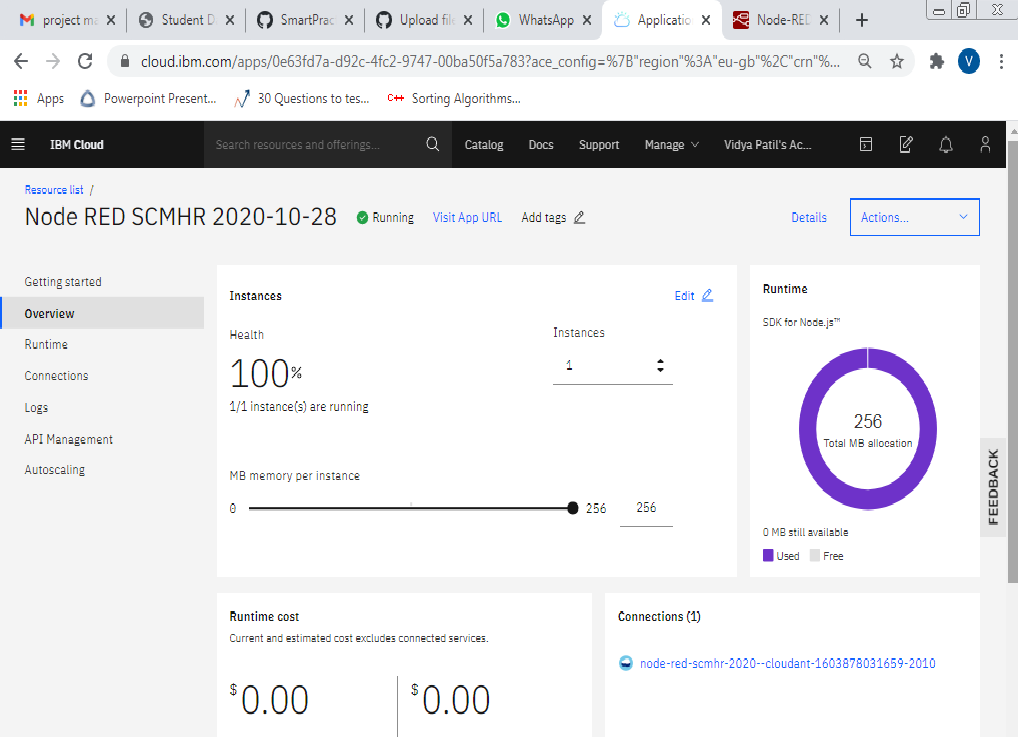 project ma
Student D
SmartPrac
Upload file
WhatsApp
Applicatio
Node-RED
cloud.ibm.com/apps/0e63fd7a-d92c-4fc2-9747-00ba50f5a783?ace_config=%7B"region"%3A"eu-gb"%2C"crn"%...
V
Apps
Powerpoint Present...
30 Questions to tes...
C++ Sorting Algorithms...
IBM Cloud
Search resources and offerings...
Catalog
Docs
Support
Manage
Vidya Patil's Ac...
Resource list /
Node RED SCMHR 2020-10-28
Running
Visit App URL
Add tags
Details
Actions...
Getting started
Overview
Runtime
Connections
Logs
API Management
Autoscaling
Instances
Edit
Health
100%
1/1 instance(s) are running
Instances
1
MB memory per instance
0
256
256
Runtime
SDK for Node.js™
256
Total MB allocation
0 MB still available
Used
Free
FEEDBACK
Runtime cost
Current and estimated cost excludes connected services.
$0.00
$0.00
Connections (1)
node-red-scmhr-2020--cloudant-1603878031659-2010